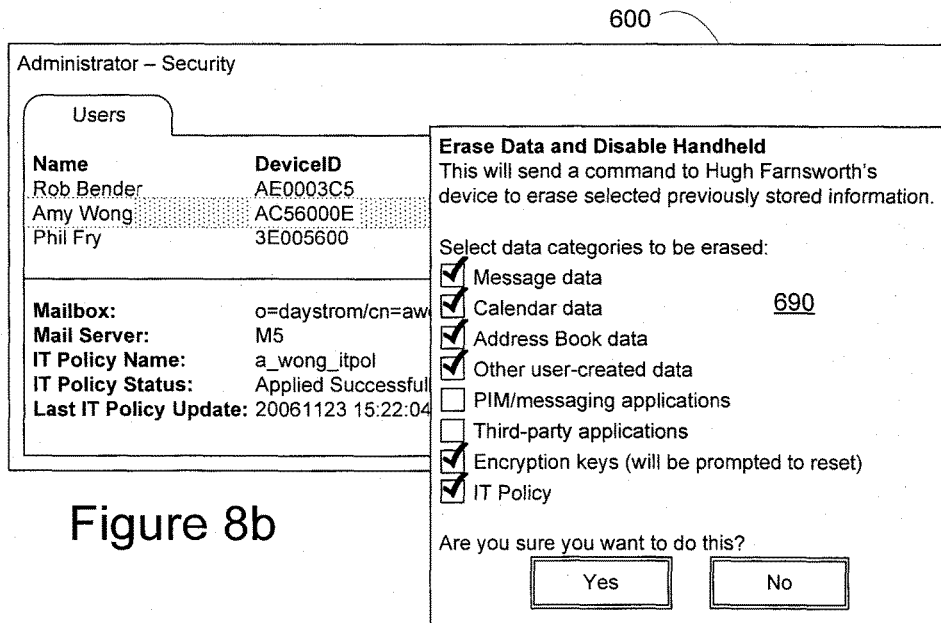 600
Administrator – Security
Users
Name DeviceID
Rob Bender AE0003C5
Amy Wong AC56000E
Phil Fry 3E005600
Mailbox: o=daystrom/cn=aw
Mail Server: M5
IT Policy Name: a_wong_itpol
IT Policy Status: Applied Successful
Last IT Policy Update: 20061123 15:22:04
Erase Data and Disable Handheld
This will send a command to Hugh Farnsworth's
device to erase selected previously stored information.
Select data categories to be erased:
Message data
Calendar data
690
Address Book data
Other user-created data
PIM/messaging applications
Third-party applications
Encryption keys (will be prompted to reset)
IT Policy
Are you sure you want to do this?
Yes No
Figure 8b